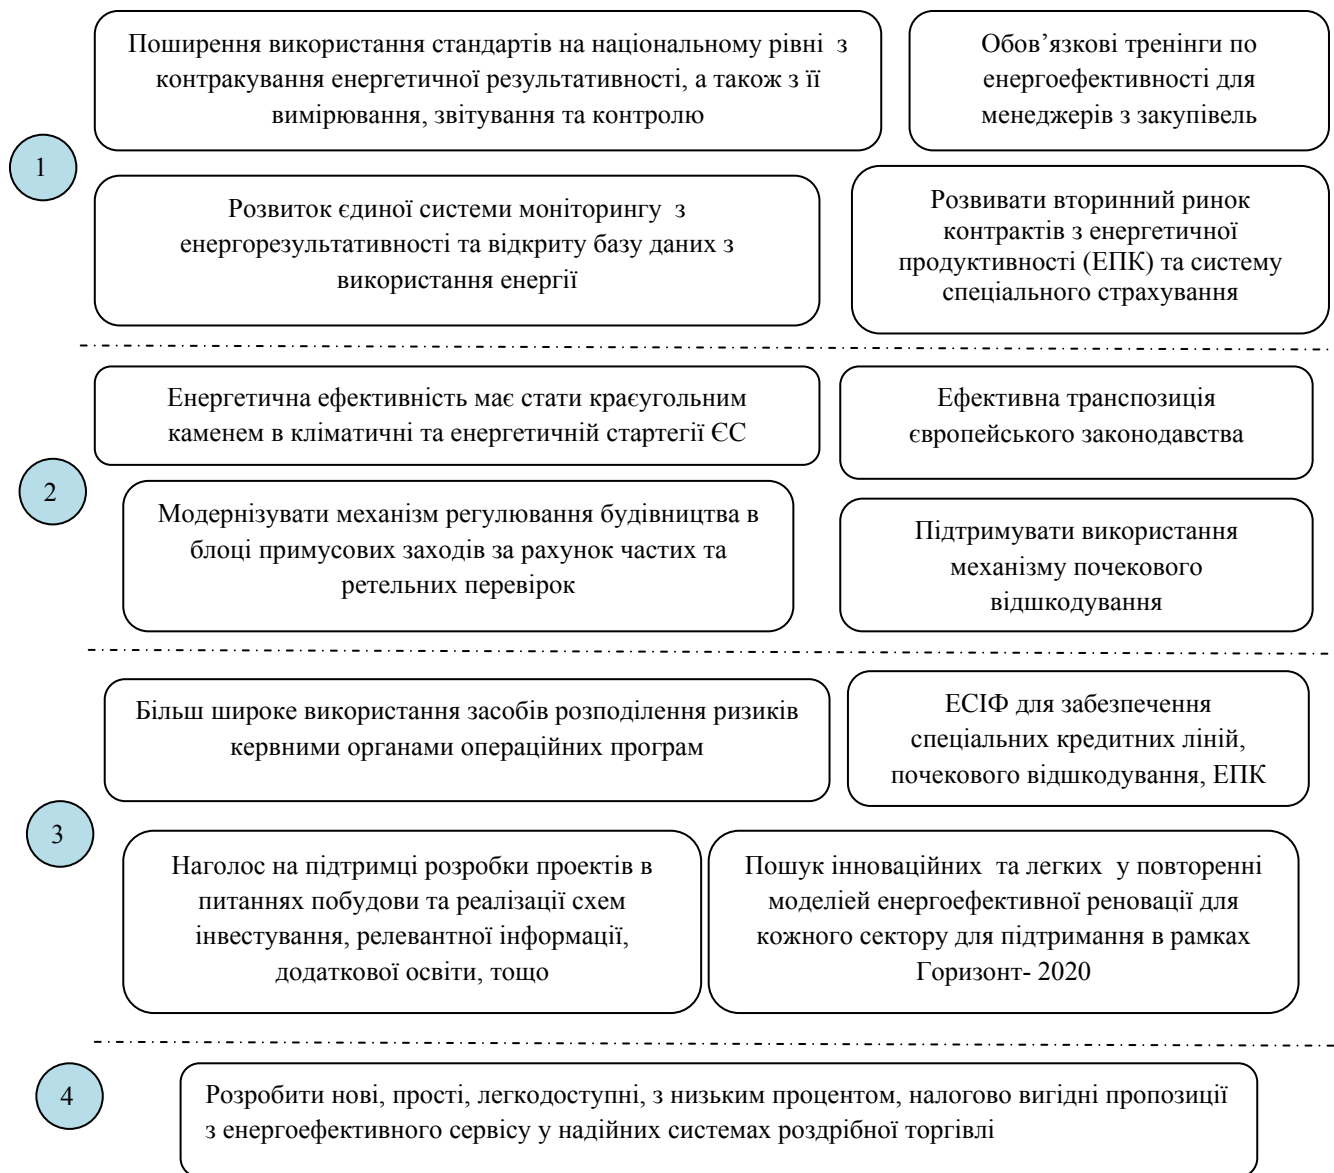 Поширення використання стандартів на національному рівні з
контракування енергетичної результативності, а також з її
вимірювання, звітування та контролю
Обов’язкові тренінги по
енергоефективності для
менеджерів з закупівель
1
Розвиток єдиної системи моніторингу з
енергорезультативності та відкриту базу даних з
використання енергії
Розвивати вторинний ринок
контрактів з енергетичної
продуктивності (ЕПК) та систему
спеціального страхування
Енергетична ефективність має стати краєугольним
каменем в кліматичні та енергетичній стартегії ЄС
Ефективна транспозиція
європейського законодавства
2
Модернізувати механізм регулювання будівництва в
блоці примусових заходів за рахунок частих та
ретельних перевірок
Підтримувати використання
механізму почекового
відшкодування
Більш широке використання засобів розподілення ризиків
кервними органами операційних програм
ЕСІФ для забезпечення
спеціальних кредитних ліній,
почекового відшкодування, ЕПК
3
Наголос на підтримці розробки проектів в
питаннях побудови та реалізації схем
інвестування, релевантної інформації,
додаткової освіти, тощо
Пошук інноваційних та легких у повторенні
моделієй енергоефективної реновації для
кожного сектору для підтримання в рамках
Горизонт- 2020
4
Розробити нові, прості, легкодоступні, з низьким процентом, налогово вигідні пропозиції
з енергоефективного сервісу у надійних системах роздрібної торгівлі